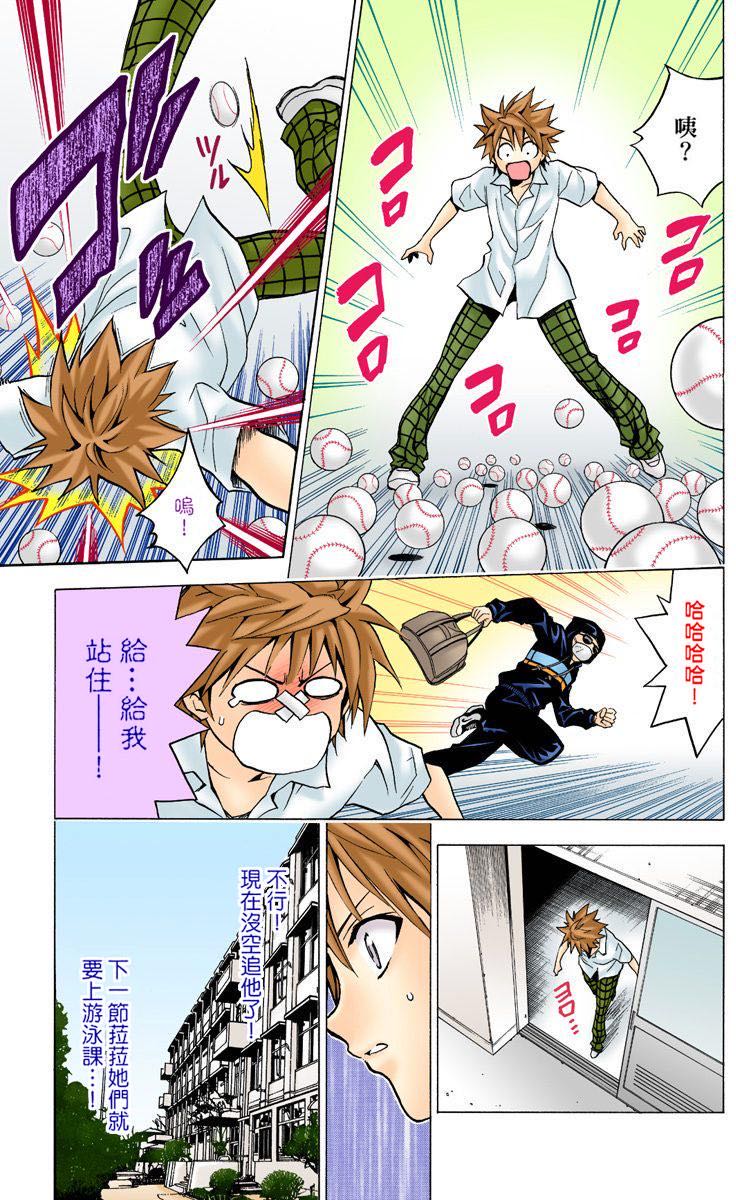 咦？
コロ
コロ
コロ
コロ
コロ
ツルッ
ゴッ
嗚！
哈哈哈哈！
給…給我
站住——！
コロ…
不行！
現在沒空追他了！
下一節菈菈她們就
要上游泳課…！